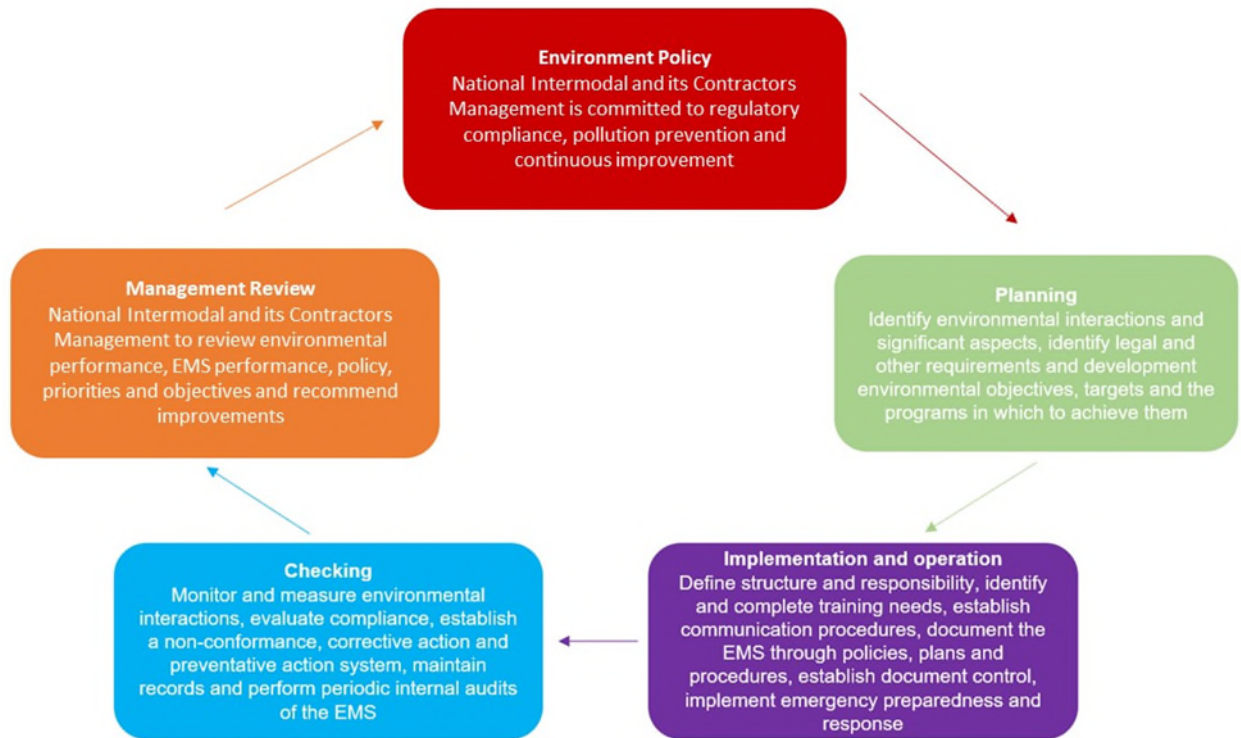 Environment Policy
National Intermodal and its Contractors
Management is committed to regulatory
compliance, pollution prevention and
continuous improvement
Planning
Identify environmental interactions and
significant aspects, identify legal and
other requirements and development
environmental objectives, targets and the
programs in which to achieve them
Implementation and operation
Define structure and responsibility, identify
and complete training needs, establish
communication procedures, document the
EMS through policies, plans and
procedures, establish document control,
implement emergency preparedness and
response
Checking
Monitor and measure environmental
interactions, evaluate compliance, establish
a non-conformance, corrective action and
preventative action system, maintain
records and perform periodic internal audits
of the EMS
Management Review
National Intermodal and its Contractors
Management to review environmental
performance, EMS performance, policy,
priorities and objectives and recommend
improvements